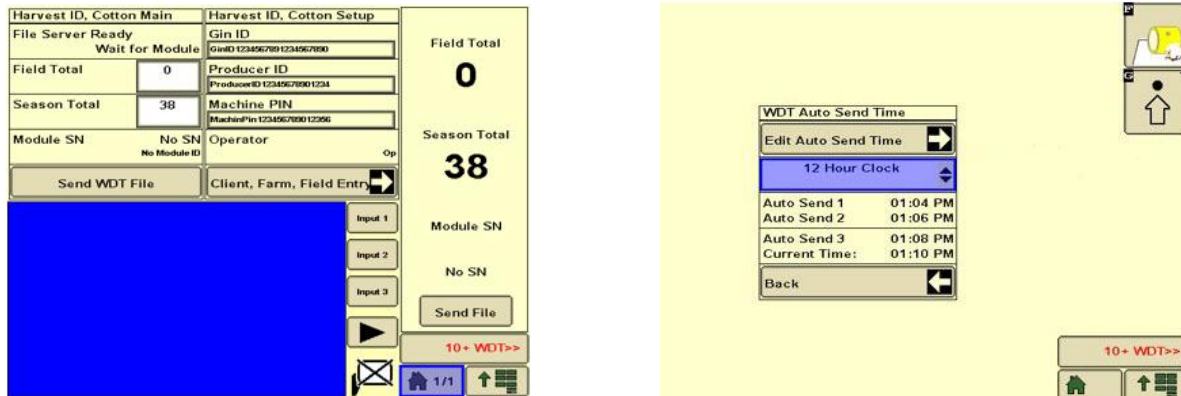 Harvest ID, Cotton Main
File Server Ready
Wait for Module
Field Total 0
Season Total 38
Module SN No SN
No Module ID
Send WDT File
Harvest ID, Cotton Setup
Gin ID
GinID1234567891234567890
Producer ID
ProducerID12345678901234
Machine PIN
MachinPin123456789012356
Operator
Op
Client, Farm, Field Entry
Input 1
Input 2
Input 3
Field Total
0
Season Total
38
Module SN
No SN
Send File
10+ WDT>>
1/1
WDT Auto Send Time
Edit Auto Send Time
12 Hour Clock
Auto Send 1 01:04 PM
Auto Send 2 01:06 PM
Auto Send 3 01:08 PM
Current Time: 01:10 PM
Back
F
G
10+ WDT>>